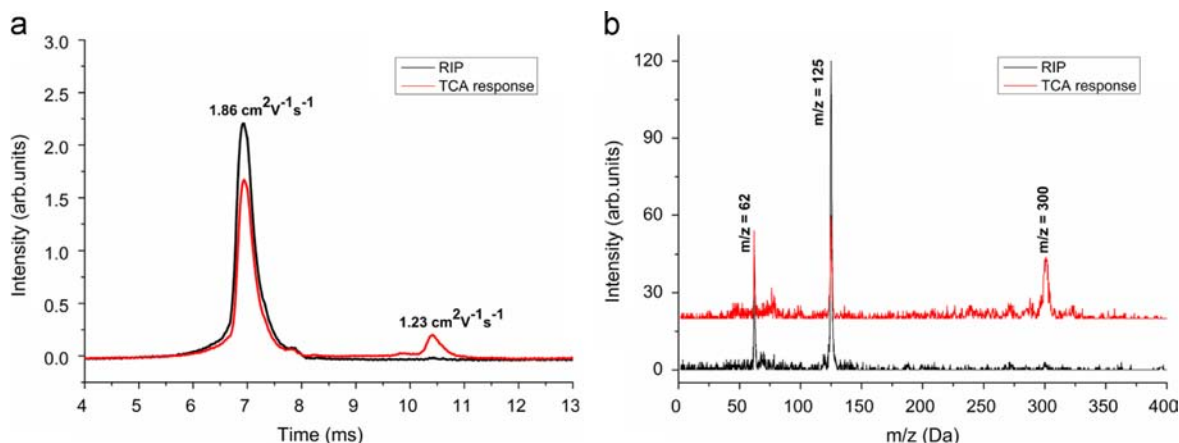 a
3.0
2.5
2.0
1.5
1.0
0.5
0.0
Intensity (arb.units)
1.86 cm²V⁻¹s⁻¹
1.23 cm²V⁻¹s⁻¹
RIP
TCA response
4 5 6 7 8 9 10 11 12 13
Time (ms)
b
120
90
60
30
0
Intensity (arb.units)
m/z = 62
m/z = 125
m/z = 300
RIP
TCA response
0 50 100 150 200 250 300 350 400
m/z (Da)